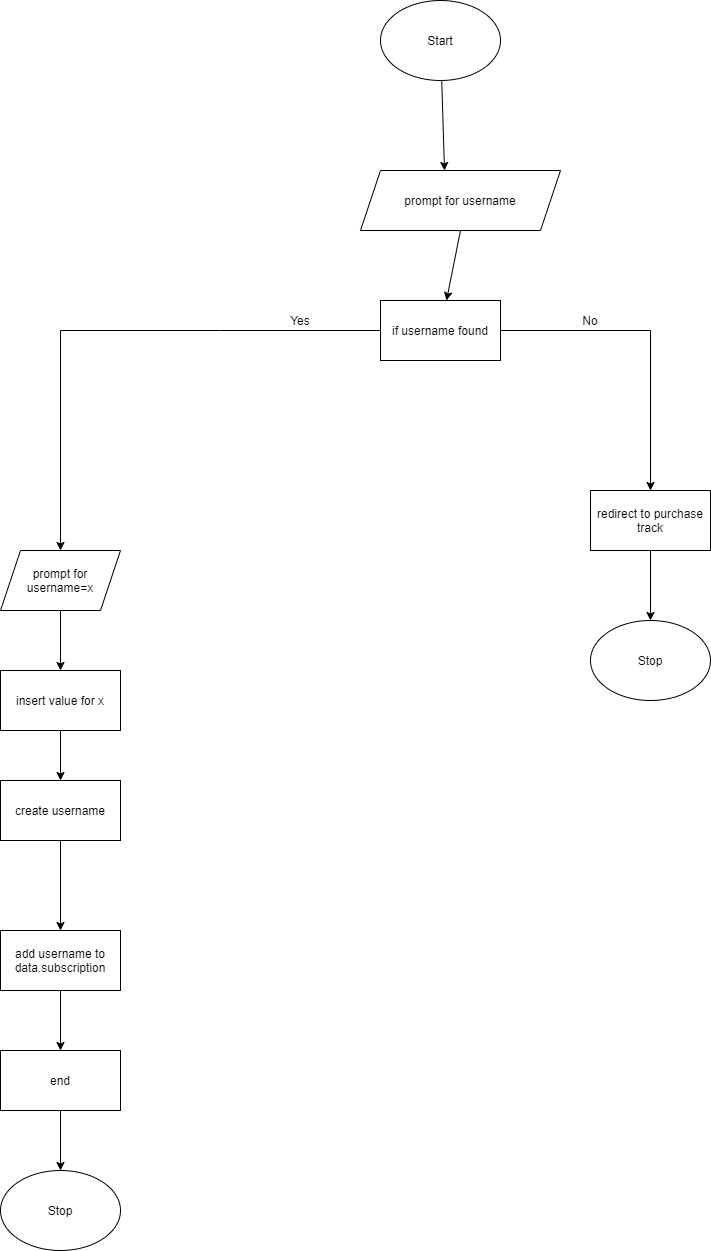 Start
prompt for username
if username found
Yes
No
redirect to purchase
track
Stop
prompt for
username=x
insert value for x
create username
add username to
data.subscription
end
Stop